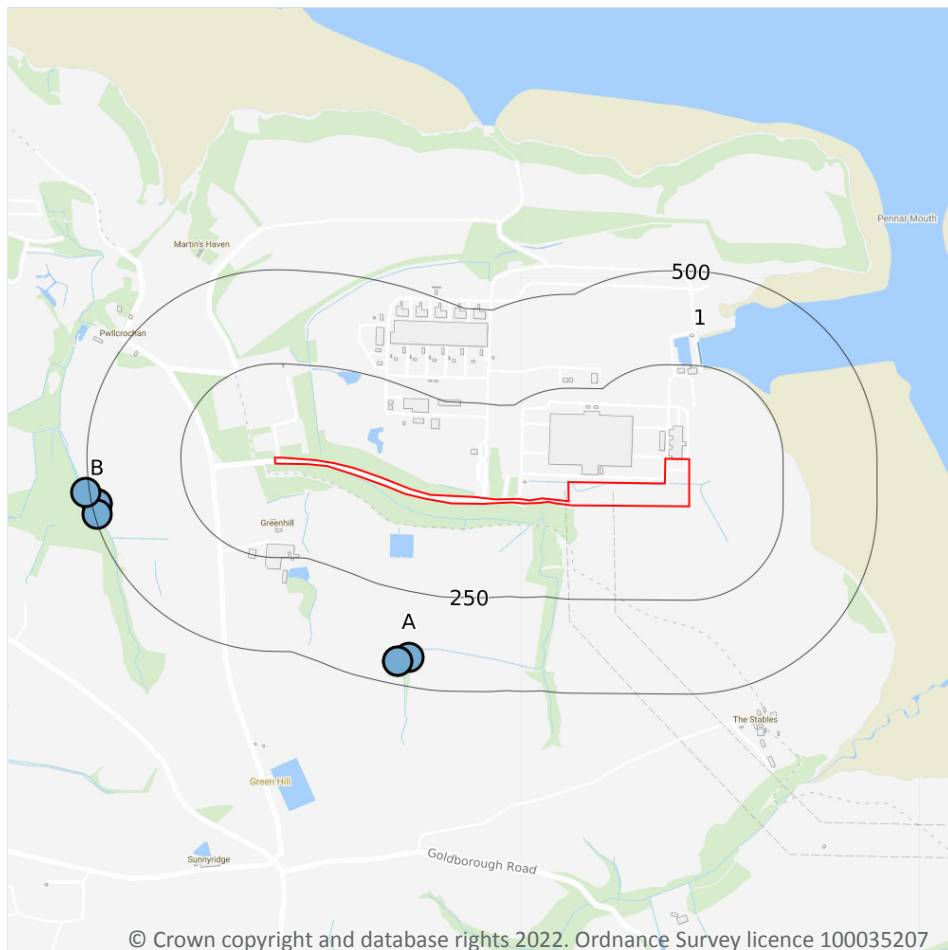 Pennar Mouth
Martin's Haven
500
1
Pwllcrochan
B
Greenhill
250
A
The Stables
Green Hill
Sunnyridge
Goldborough Road
© Crown copyright and database rights 2022. Ordnance Survey licence 100035207